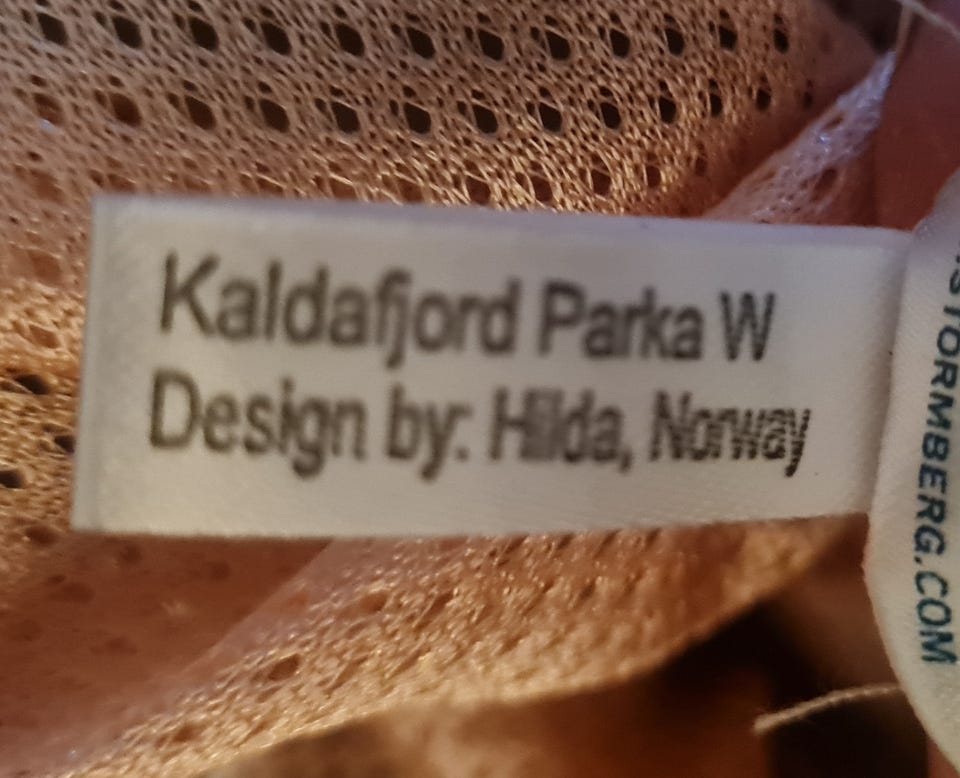 Kaldafjord Parka W
Design by: Hilda, Norway
STORMBERG.COM